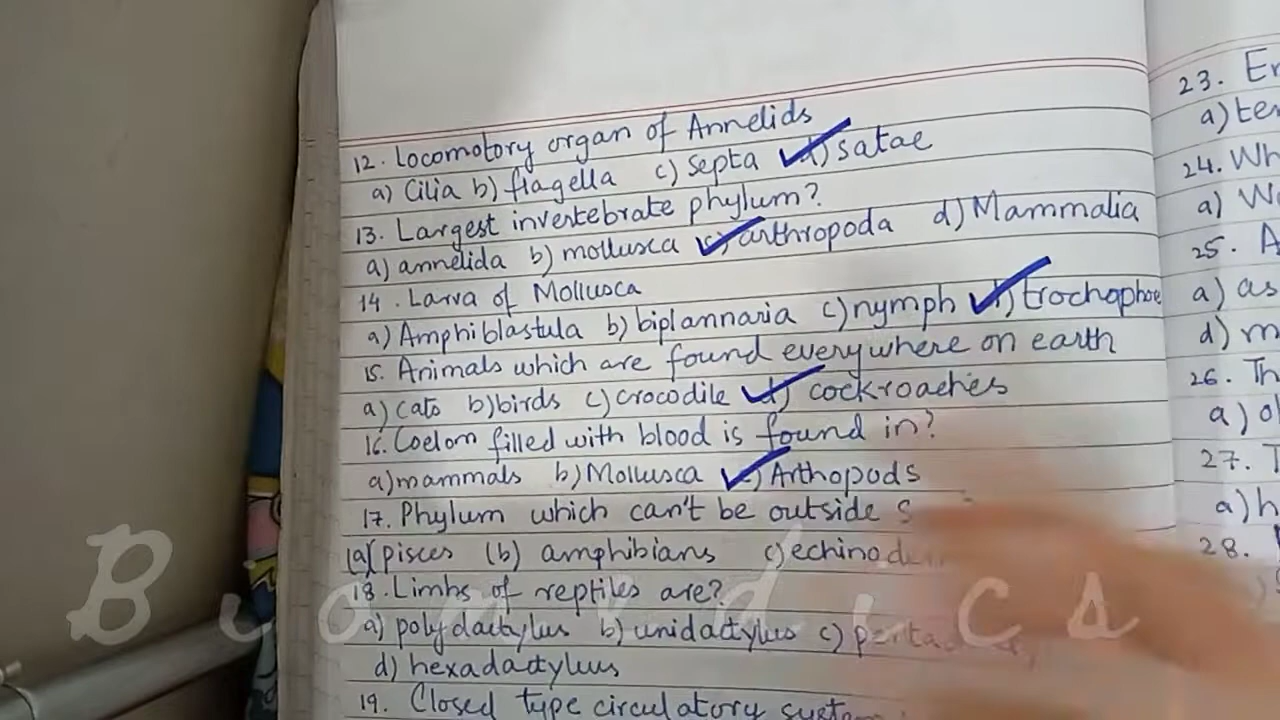 12. Locomotory organ of Annelids
a) Cilia b) flagella c) Septa d) satae
13. Largest invertebrate phylum?
a) annelida b) mollusca c) arthropoda d) Mammalia
14. Larva of Mollusca
a) Amphiblastula b) biplannaria c) nymph d) trochophore
15. Animals which are found everywhere on earth
a) cats b) birds c) crocodile d) cockroaches
16. Coelom filled with blood is found in?
a) mammals b) Mollusca c) Arthopods
17. Phylum which can't be outside
(a) pisces (b) amphibians c)
18. Limbs of reptiles are?
a) polydactylus b) unidactylus c)
d) hexadactylus
19. Closed type circulatory
23.
a)
24.
a)
25.
a) as
d)
26.
a)
27.
a)
28.
Biomedica